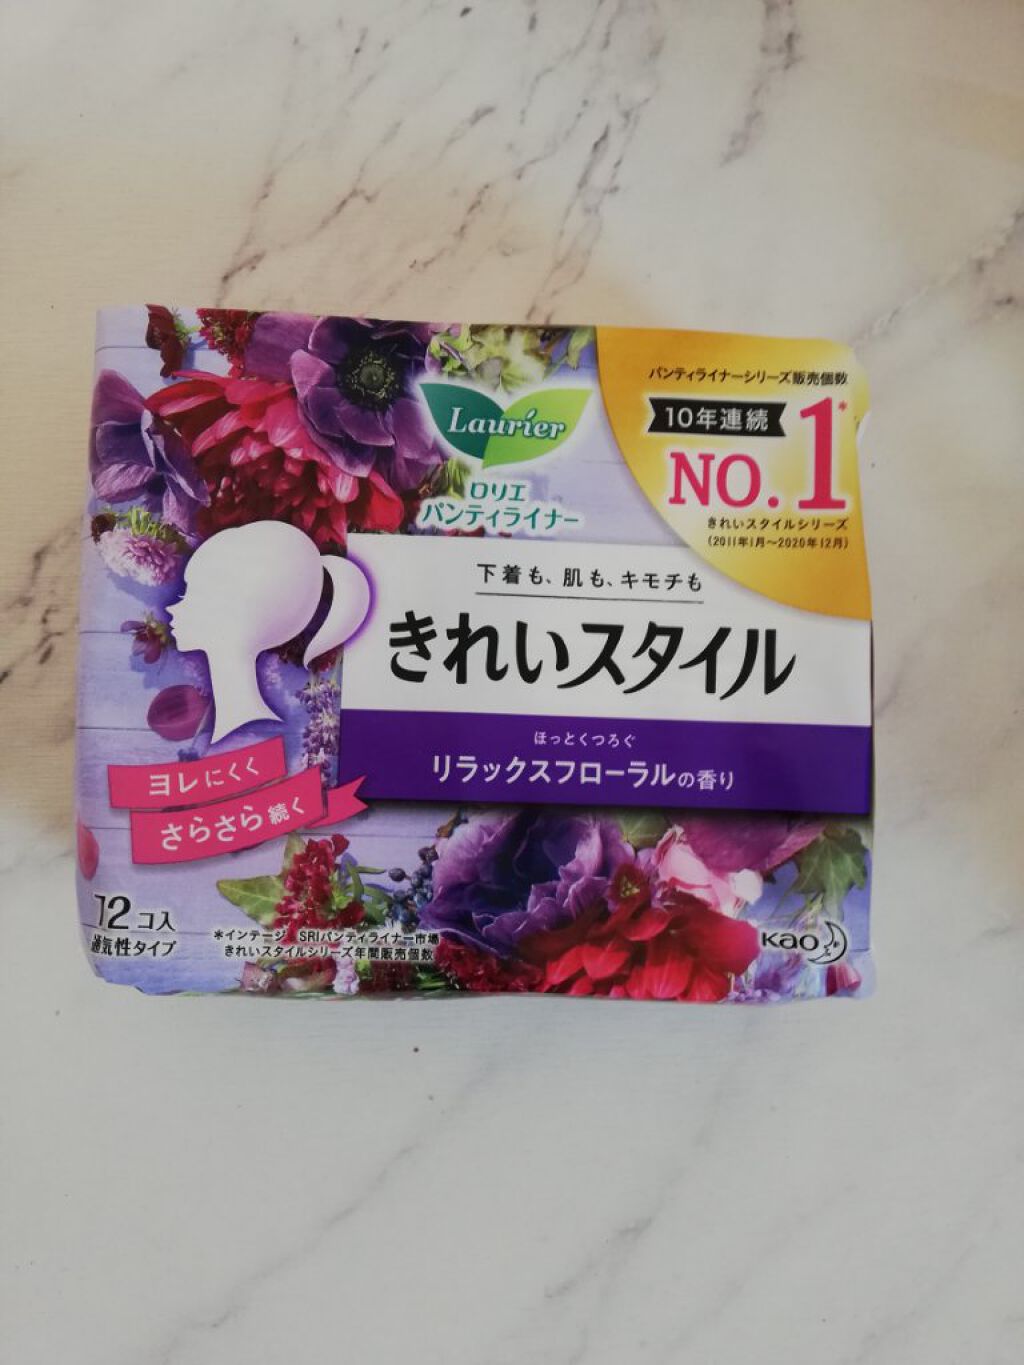 パンティライナーシリーズ販売個数
10年連続
NO.1*
きれいスタイルシリーズ
(2011年1月~2020年12月)
Laurier
ロリエ
パンティライナー
下着も、肌も、キモチも
きれいスタイル
ほっとくつろぐ
リラックスフローラルの香り
ヨレにくく
さらさら続く
72コ入
通気性タイプ
*インテージ SRIパンティライナー市場
きれいスタイルシリーズ年間販売個数
Kao